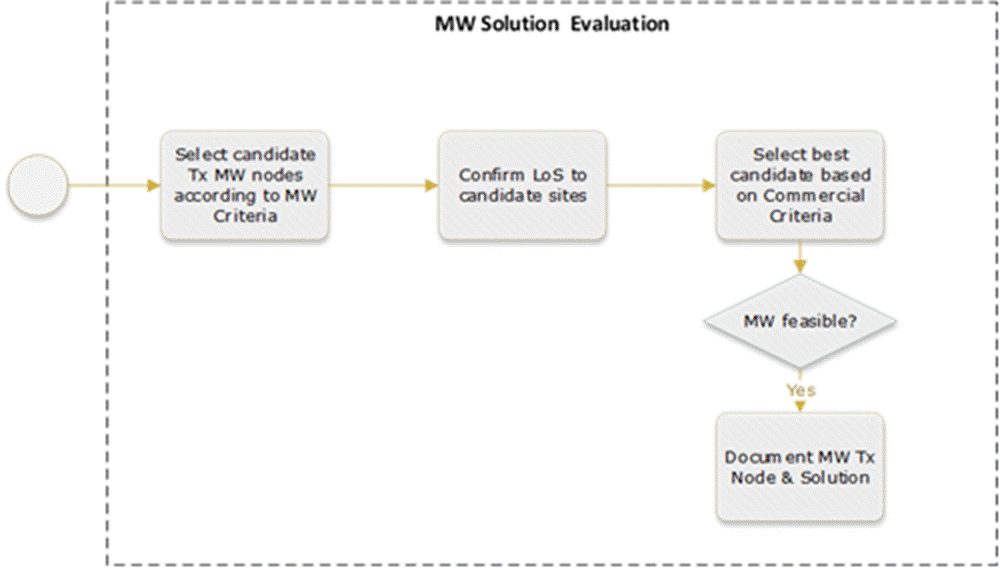 MW Solution Evaluation
Select candidate
Tx MW nodes
according to MW
Criteria
Confirm LoS to
candidate sites
Select best
candidate based
on Commercial
Criteria
MW feasible?
Yes
Document MW Tx
Node & Solution